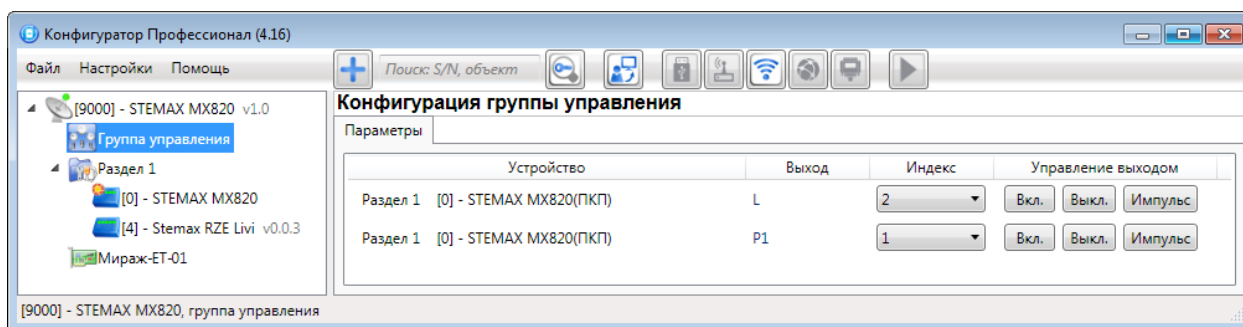 Конфигуратор Профессионал (4.16)
Файл Настройки Помощь Поиск: S/N, объект
[9000] - STEMAX MX820 v1.0
Группа управления
Раздел 1
[0] - STEMAX MX820
[4] - Stemax RZE Livi v0.0.3
Мираж-ET-01
Конфигурация группы управления
Параметры
Устройство Выход Индекс Управление выходом
Раздел 1 [0] - STEMAX MX820(ПКП) L 2 Вкл. Выкл. Импульс
Раздел 1 [0] - STEMAX MX820(ПКП) P1 1 Вкл. Выкл. Импульс
[9000] - STEMAX MX820, группа управления